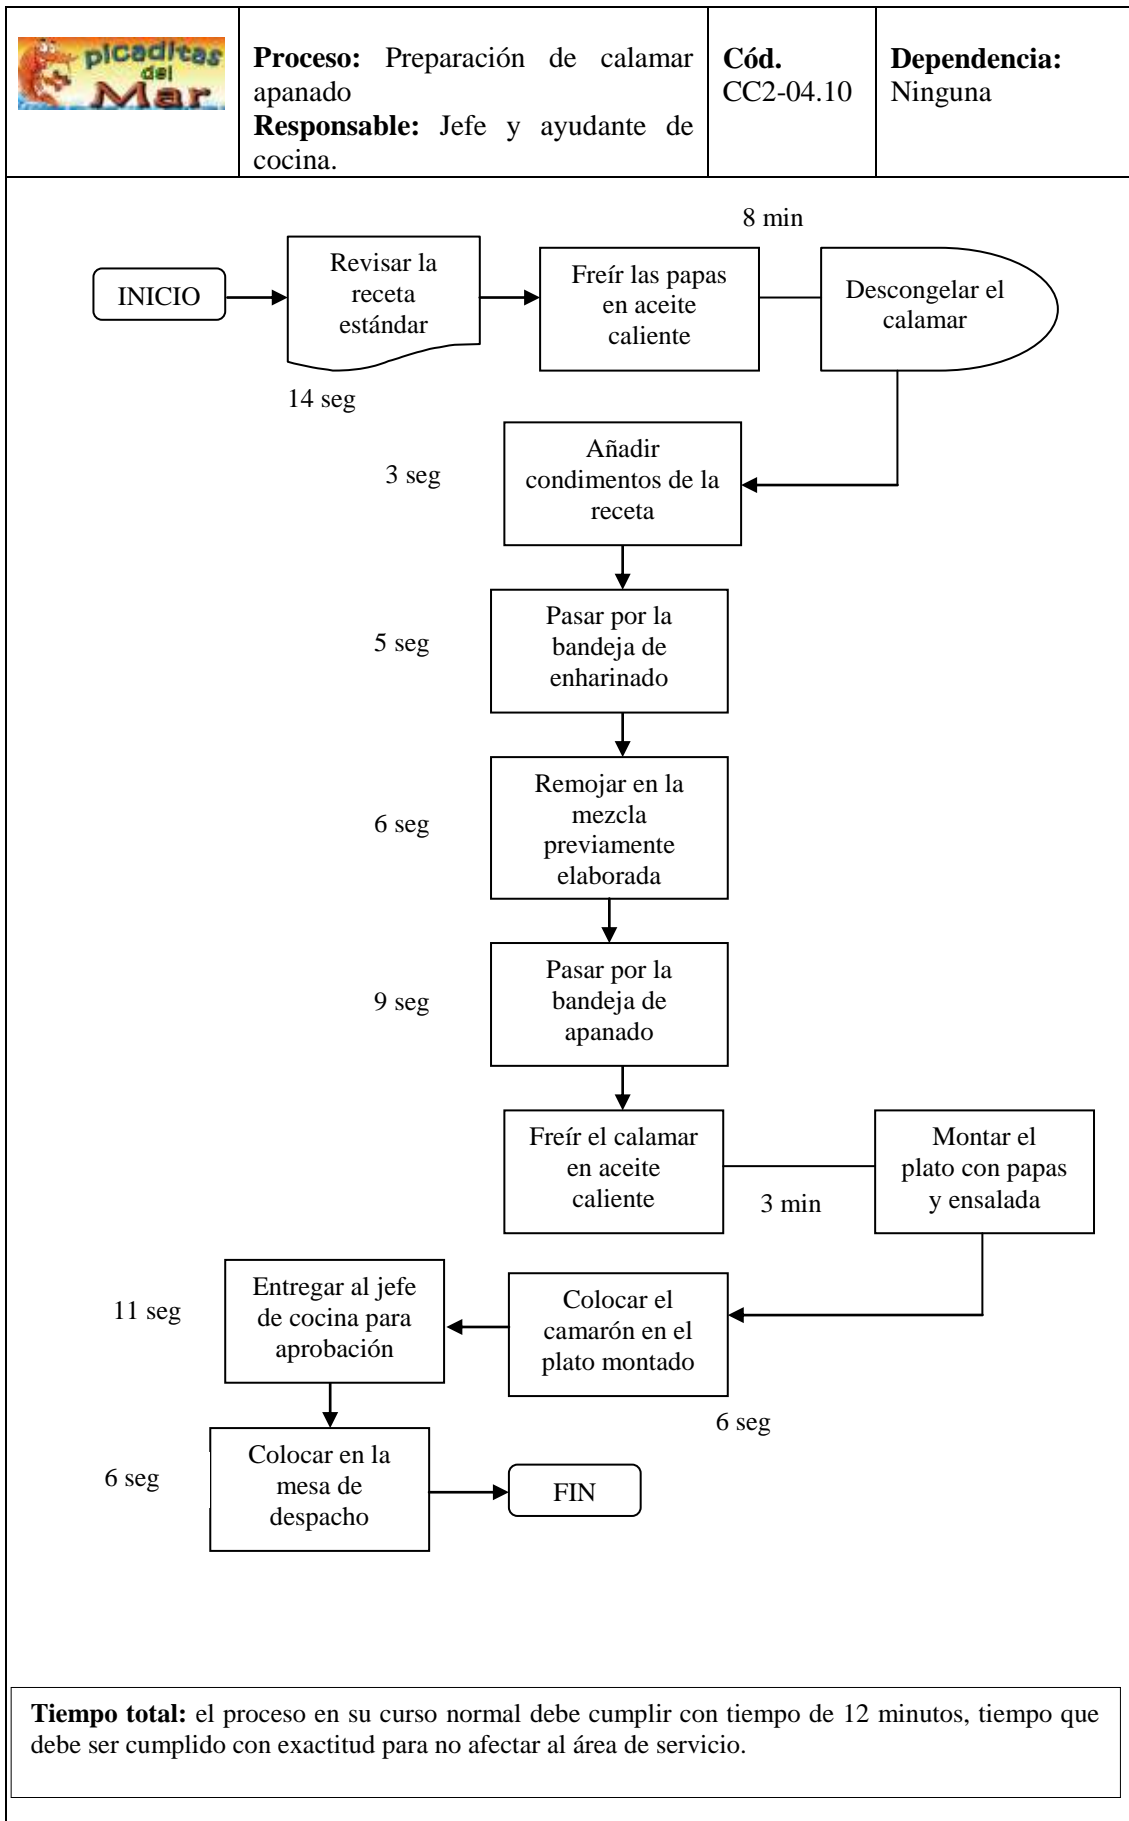 picaditas
del
Mar
Proceso: Preparación de calamar
apanado
Responsable: Jefe y ayudante de
cocina.
Cód.
CC2-04.10
Dependencia:
Ninguna
8 min
INICIO
Revisar la
receta
estándar
14 seg
Freír las papas
en aceite
caliente
Descongelar el
calamar
3 seg
Añadir
condimentos de la
receta
5 seg
Pasar por la
bandeja de
enharinado
6 seg
Remojar en la
mezcla
previamente
elaborada
9 seg
Pasar por la
bandeja de
apanado
Freír el calamar
en aceite
caliente
3 min
Montar el
plato con papas
y ensalada
Colocar el
camarón en el
plato montado
6 seg
11 seg
Entregar al jefe
de cocina para
aprobación
6 seg
Colocar en la
mesa de
despacho
FIN
Tiempo total: el proceso en su curso normal debe cumplir con tiempo de 12 minutos, tiempo que
debe ser cumplido con exactitud para no afectar al área de servicio.